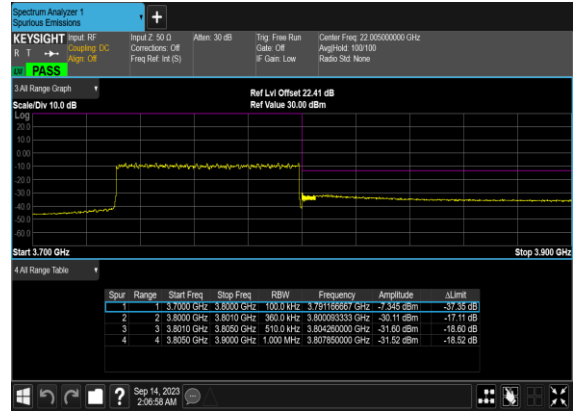 Spectrum Analyzer 1
Spurious Emissions
KEYSIGHT Input: RF Input Z: 50 Ω Atten: 30 dB Trig: Free Run Center Freq: 22.005000000 GHz
R T Coupling: DC Corrections: Off Gate: Off Avg|Hold: 100/100
Align: Off Freq Ref: Int (S) IF Gain: Low Radio Std: None
PASS
3 All Range Graph
Ref Lvl Offset 22.41 dB
Scale/Div 10.0 dB Ref Value 30.00 dBm
Log
20.0
10.0
0.00
-10.0
-20.0
-30.0
-40.0
-50.0
-60.0
Start 3.700 GHz Stop 3.900 GHz
4 All Range Table
Spur Range Start Freq Stop Freq RBW Frequency Amplitude ΔLimit
1 1 3.7000 GHz 3.8000 GHz 100.0 kHz 3.791166667 GHz -7.345 dBm -37.35 dB
2 2 3.8000 GHz 3.8010 GHz 360.0 kHz 3.800093333 GHz -30.11 dBm -17.11 dB
3 3 3.8010 GHz 3.8050 GHz 510.0 kHz 3.804260000 GHz -31.60 dBm -18.60 dB
4 4 3.8050 GHz 3.9000 GHz 1.000 MHz 3.807850000 GHz -31.52 dBm -18.52 dB
? Sep 14, 2023
2:06:58 AM